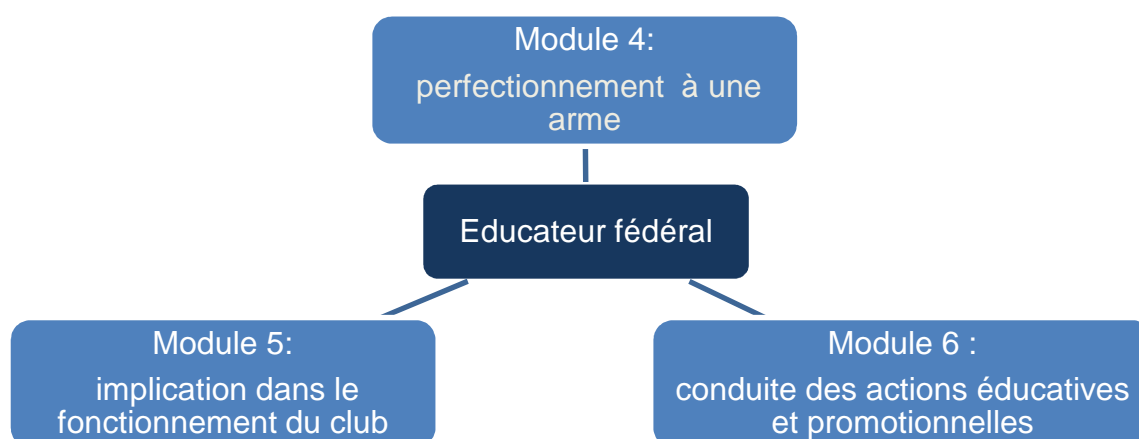 Module 4:
perfectionnement à une
arme
Educateur fédéral
Module 5:
implication dans le
fonctionnement du club
Module 6 :
conduite des actions éducatives
et promotionnelles